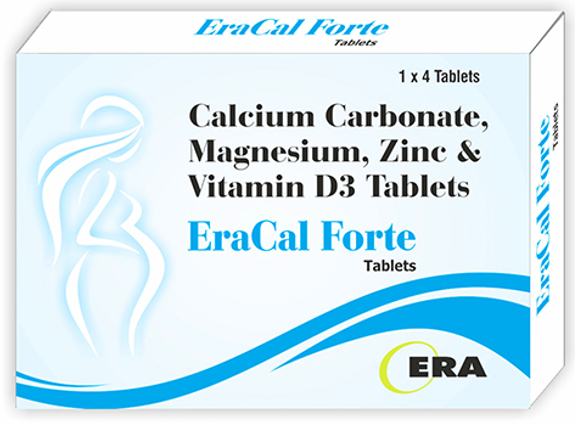 EraCal Forte
Tablets
1 x 4 Tablets
Calcium Carbonate,
Magnesium, Zinc &
Vitamin D3 Tablets
EraCal Forte
Tablets
ERA
EraCal Forte
Tablets